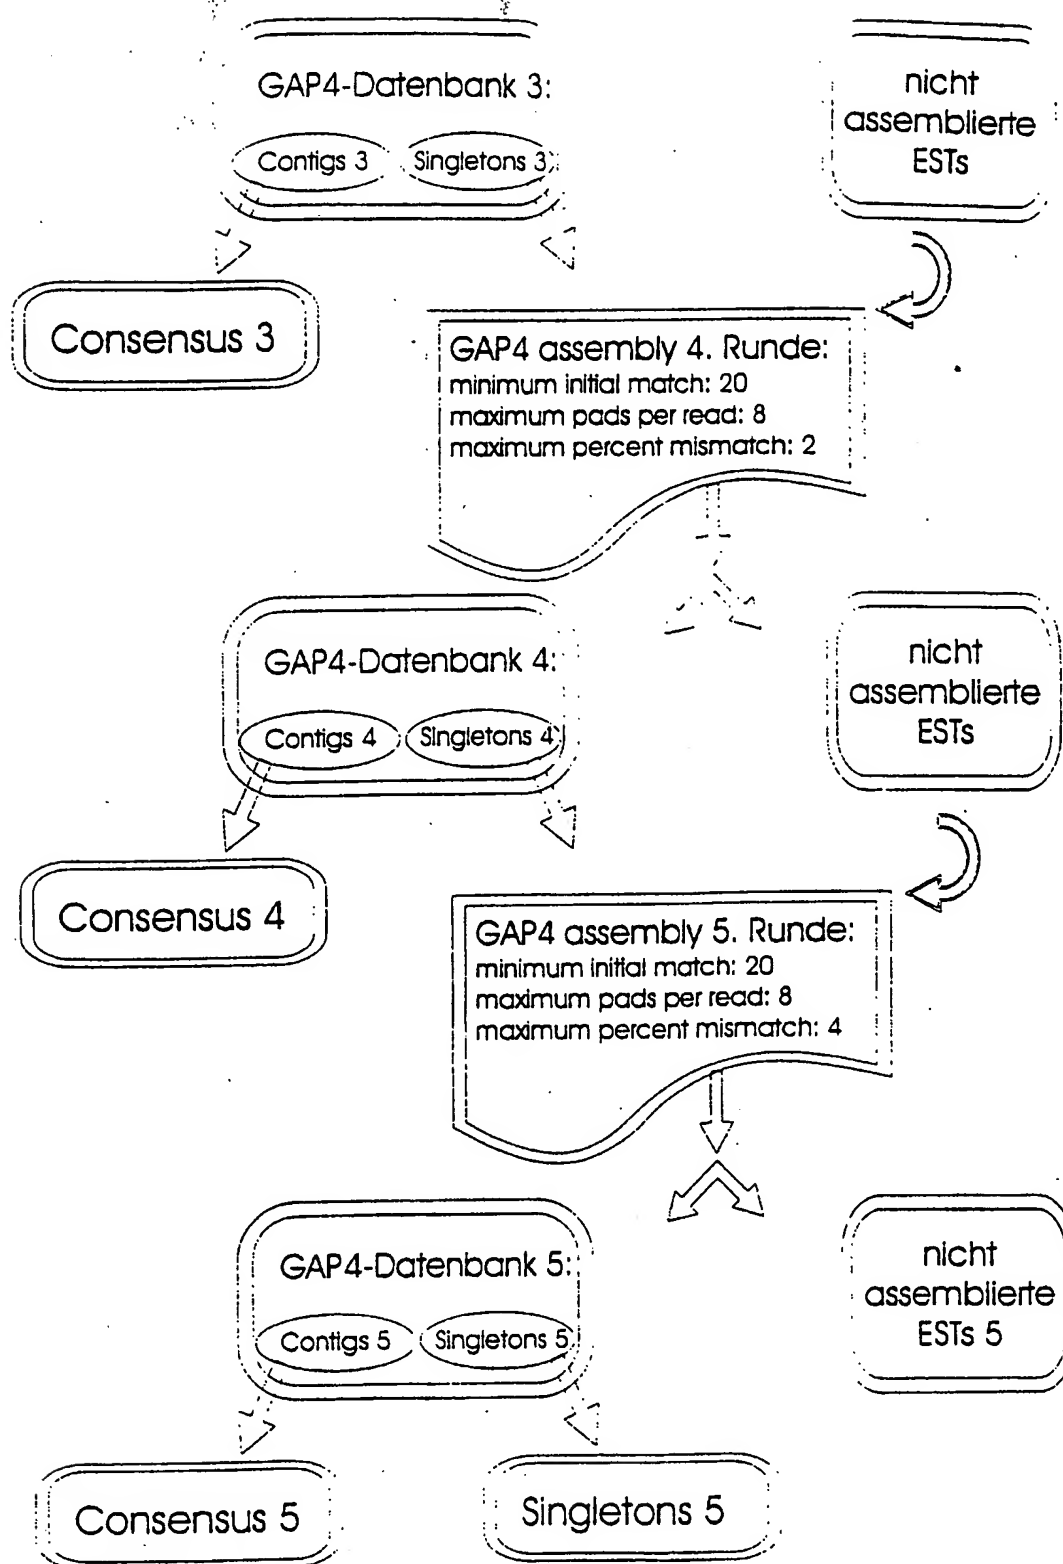 GAP4-Datenbank 3:
Contigs 3
Singletons 3
nicht
assemblierte
ESTs
Consensus 3
GAP4 assembly 4. Runde:
minimum initial match: 20
maximum pads per read: 8
maximum percent mismatch: 2
GAP4-Datenbank 4:
Contigs 4
Singletons 4
nicht
assemblierte
ESTs
Consensus 4
GAP4 assembly 5. Runde:
minimum initial match: 20
maximum pads per read: 8
maximum percent mismatch: 4
GAP4-Datenbank 5:
Contigs 5
Singletons 5
nicht
assemblierte
ESTs 5
Consensus 5
Singletons 5